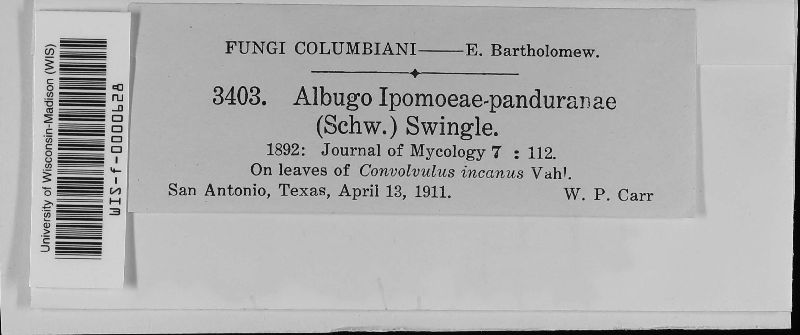 FUNGI COLUMBIANI—E. Bartholomew.
3403. Albugo Ipomoeae-panduranae
(Schw.) Swingle.
1892: Journal of Mycology 7 : 112.
On leaves of Convolvulus incanus Vahl.
San Antonio, Texas, April 13, 1911. W. P. Carr
University of Wisconsin-Madison (WIS)
WIS-f-0000628